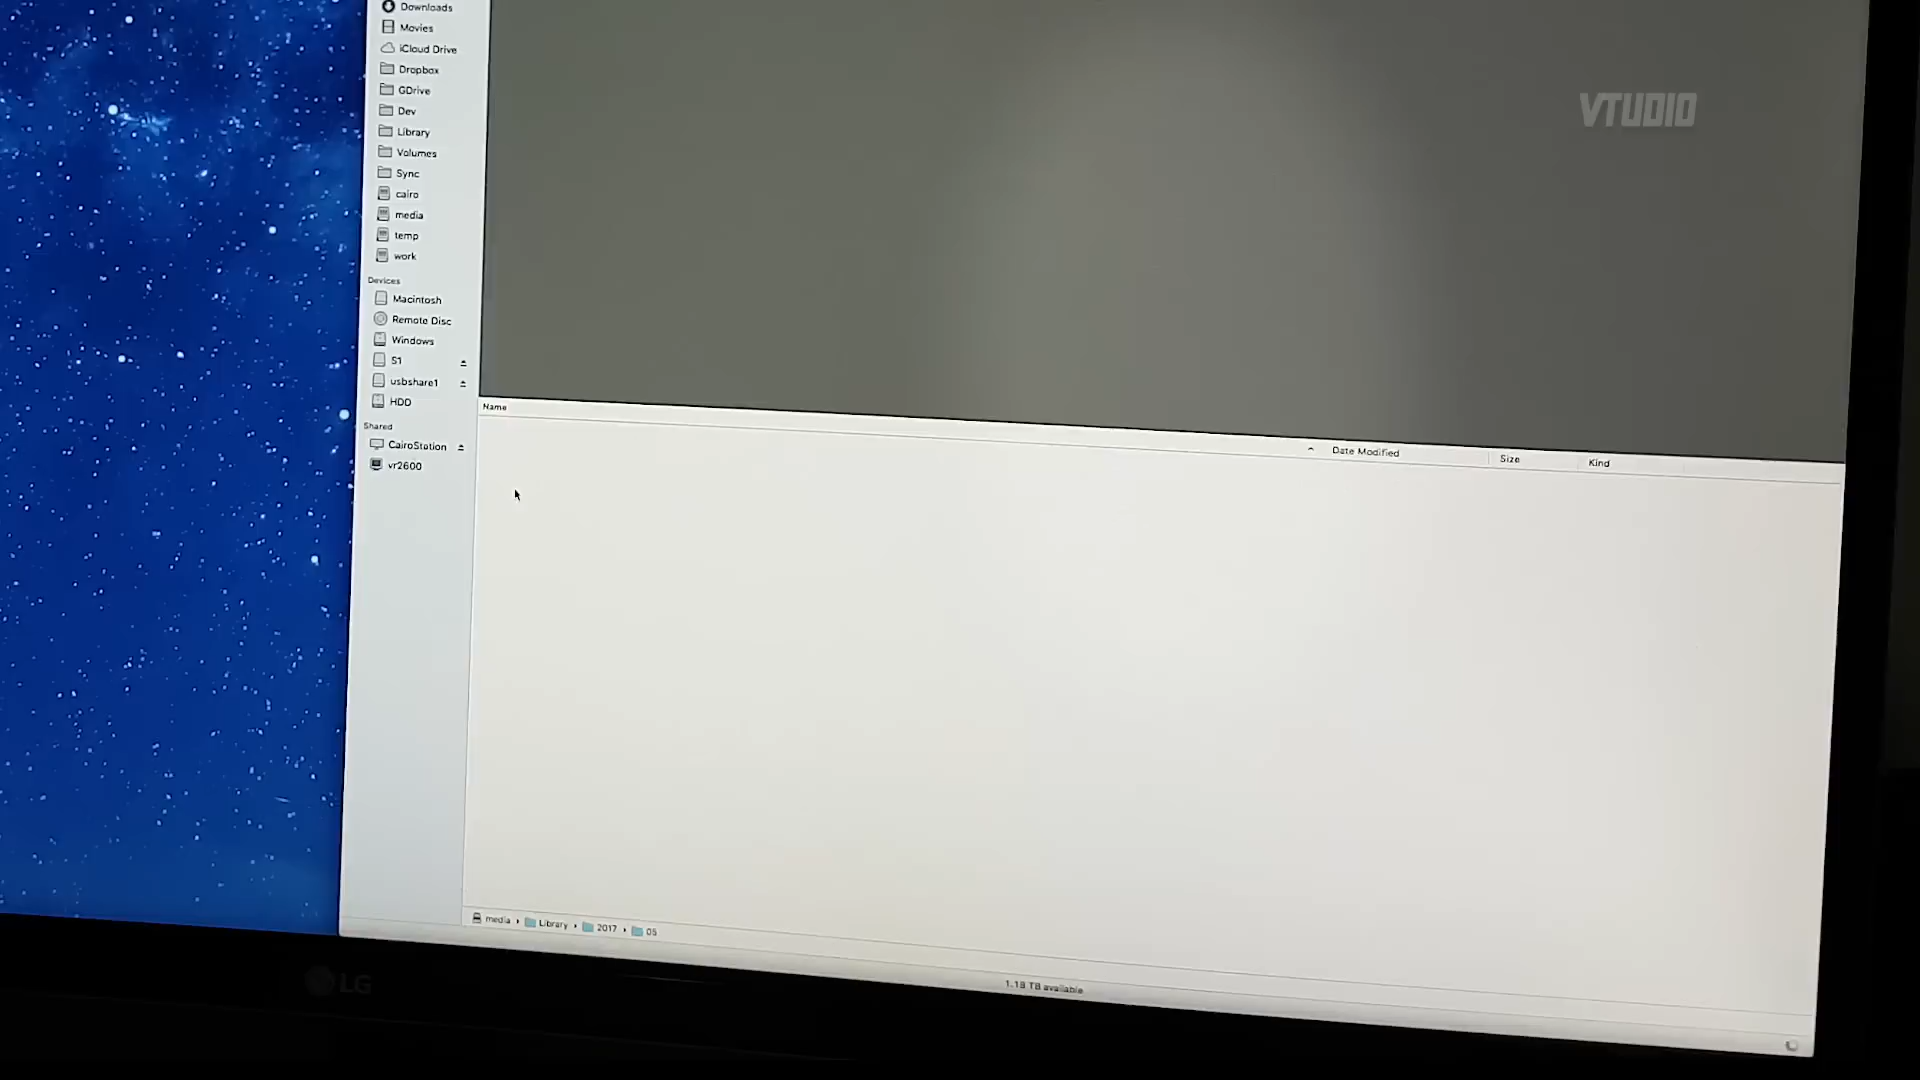 Downloads
Movies
iCloud Drive
Dropbox
GDrive
Dev
Library
Volumes
Sync
cairo
media
temp
work
Devices
Macintosh
Remote Disc
Windows
S1
usbshare1
HDD
Shared
CairoStation
vr2600
VTUDIO
Name Date Modified Size Kind
media Library 2017 05
1.18 TB available
LG